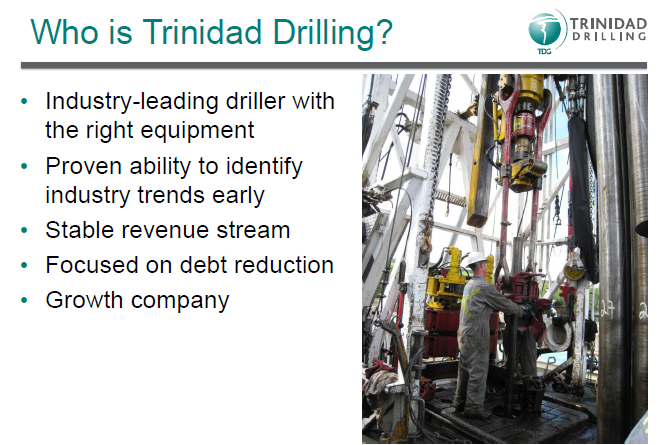 Who is Trinidad Drilling?
TRINIDAD
DRILLING
TDG
• Industry-leading driller with
the right equipment
• Proven ability to identify
industry trends early
• Stable revenue stream
• Focused on debt reduction
• Growth company
27